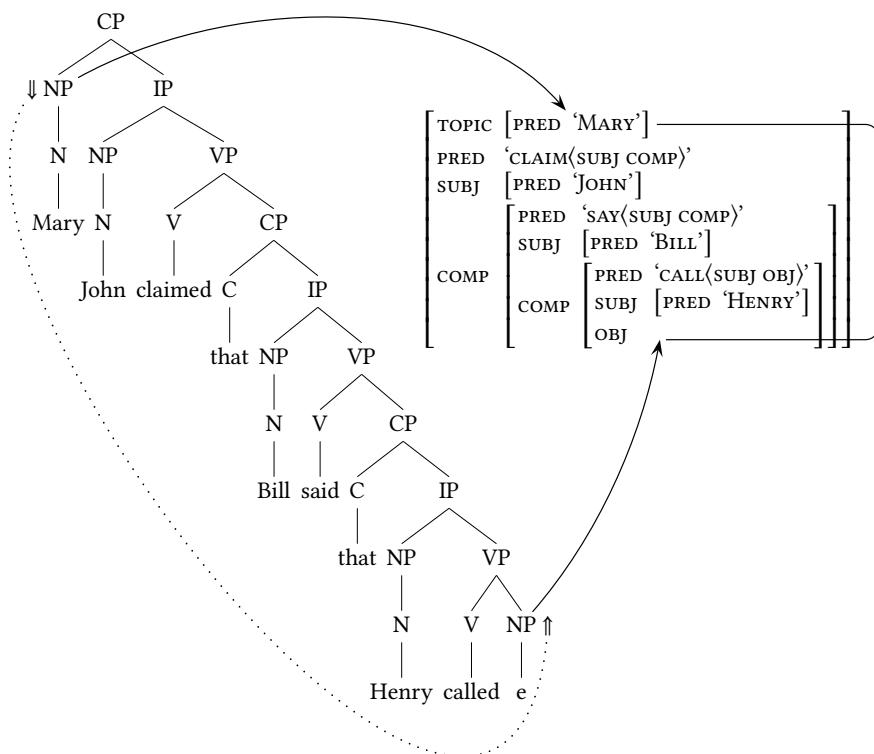 CP
⇓ NP IP
[TOPIC [PRED ‘MARY’]
N NP VP
PRED ‘CLAIM⟨SUBJ COMP⟩’
SUBJ [PRED ‘JOHN’]
Mary N V CP
PRED ‘SAY⟨SUBJ COMP⟩’
SUBJ [PRED ‘BILL’]
COMP
PRED ‘CALL⟨SUBJ OBJ⟩’
John claimed C IP
COMP SUBJ [PRED ‘HENRY’]
OBJ
that NP VP
N V CP
Bill said C IP
that NP VP
N V NP ⇑
Henry called e